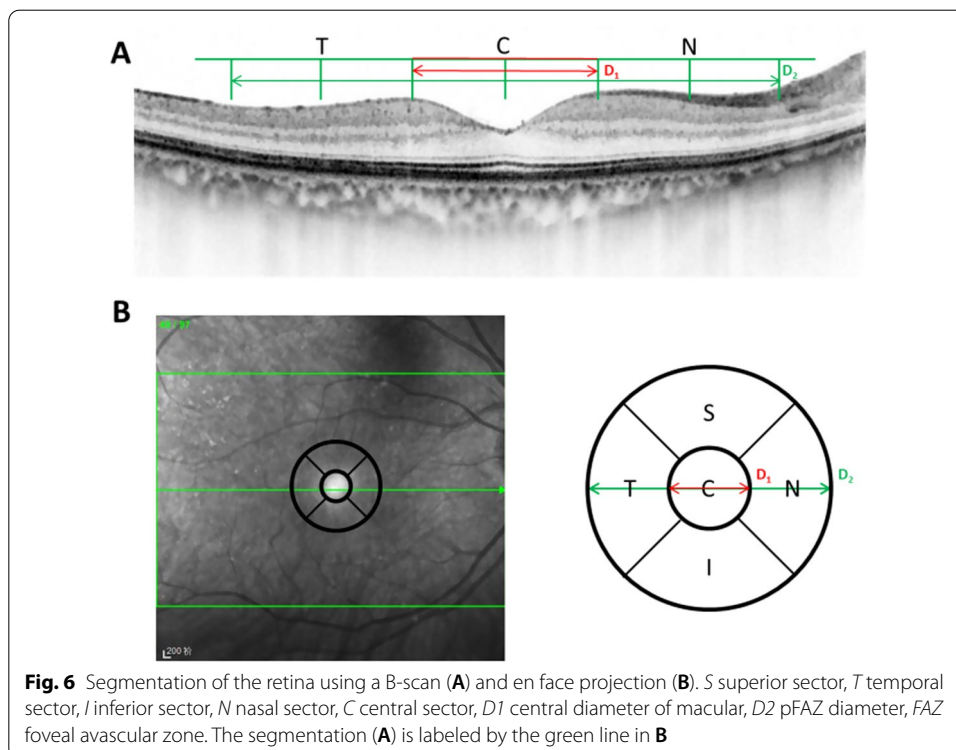 A
T C N
D1 D2
B
200 祄
S
T C D1 N D2
I
Fig. 6 Segmentation of the retina using a B-scan (A) and en face projection (B). S superior sector, T temporal
sector, I inferior sector, N nasal sector, C central sector, D1 central diameter of macular, D2 pFAZ diameter, FAZ
foveal avascular zone. The segmentation (A) is labeled by the green line in B